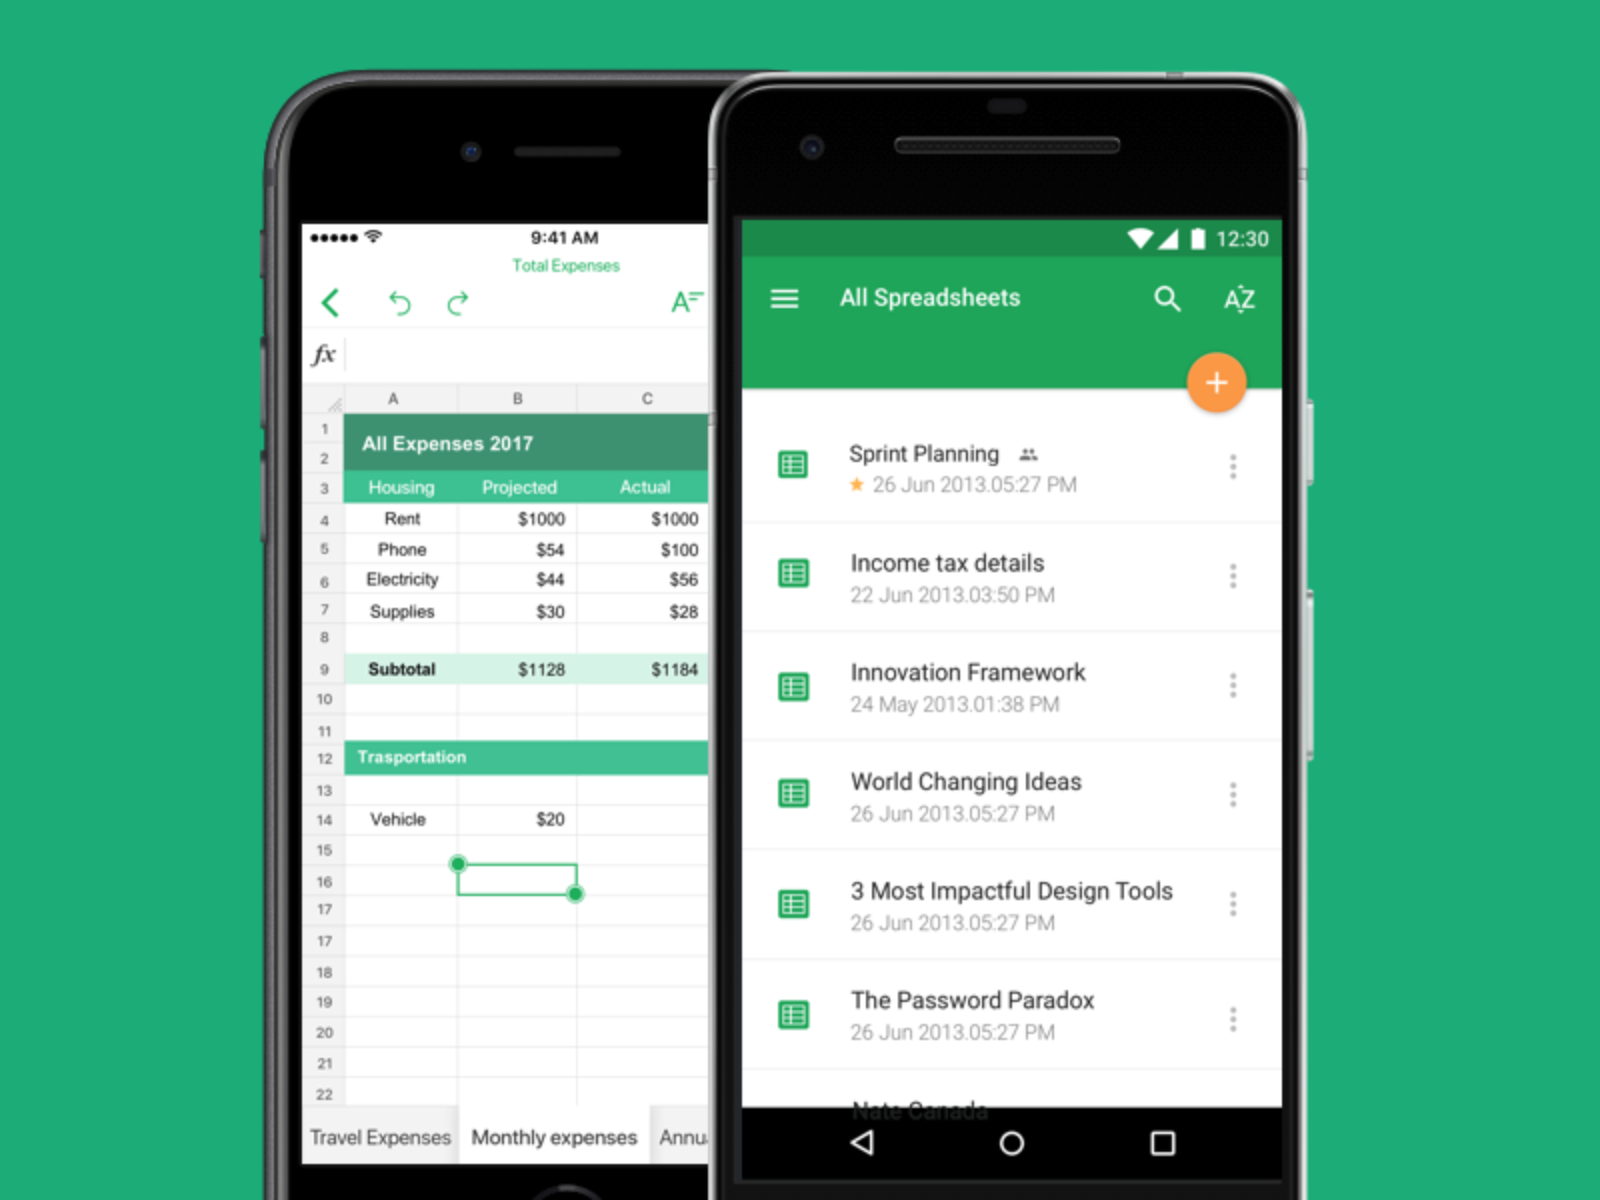 9:41 AM
Total Expenses
A
fx
A B C
1
All Expenses 2017
2
3 Housing Projected Actual
4 Rent $1000 $1000
5 Phone $54 $100
6 Electricity $44 $56
7 Supplies $30 $28
8
9 Subtotal $1128 $1184
10
11
12 Trasportation
13
14 Vehicle $20
15
16
17
17
18
19
20
21
22
Travel Expenses Monthly expenses Annu
12:30
All Spreadsheets AZ
+
Sprint Planning
26 Jun 2013.05:27 PM
Income tax details
22 Jun 2013.03:50 PM
Innovation Framework
24 May 2013.01:38 PM
World Changing Ideas
26 Jun 2013.05:27 PM
3 Most Impactful Design Tools
26 Jun 2013.05:27 PM
The Password Paradox
26 Jun 2013.05:27 PM
Nate Canada